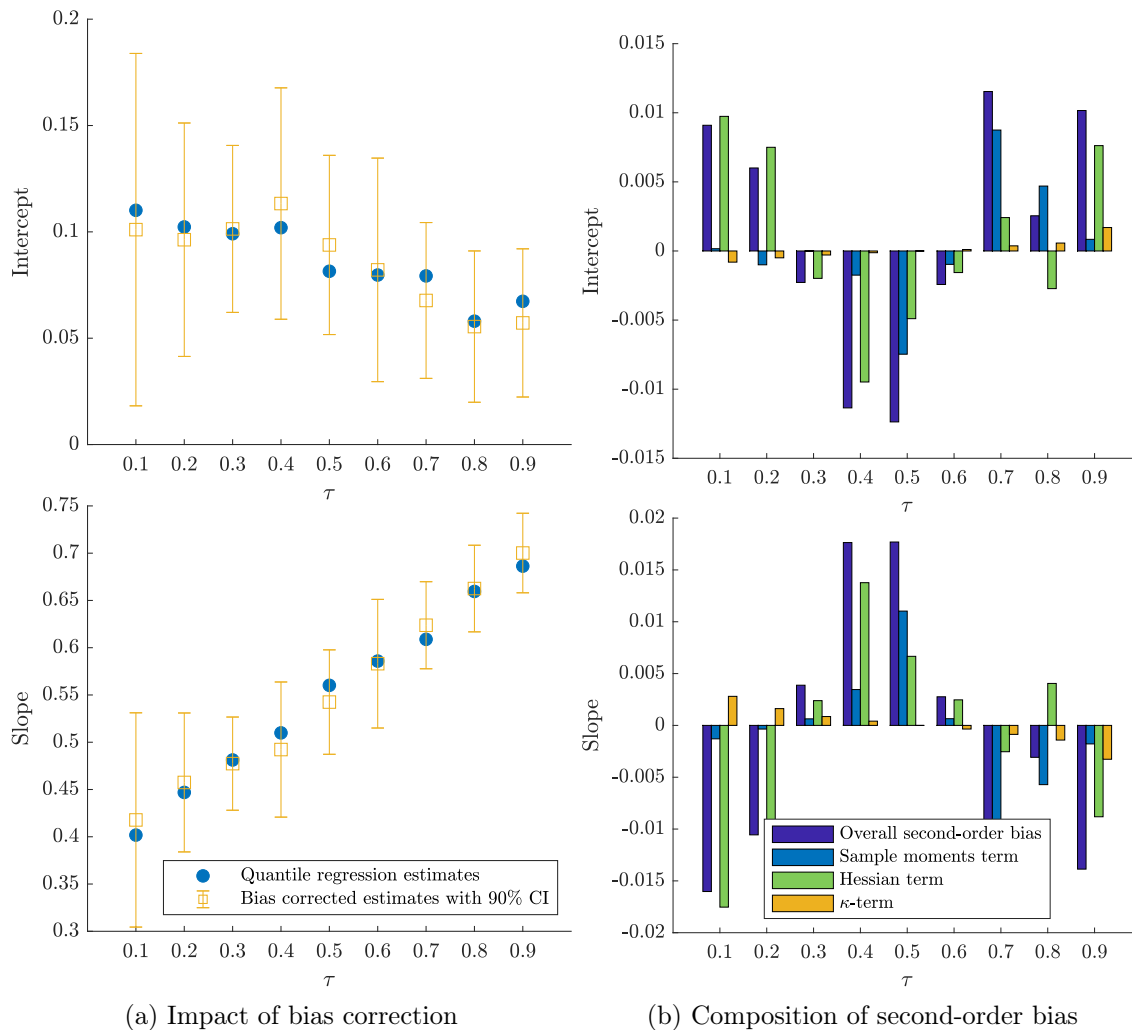 0.2
0.15
0.1
0.05
0
Intercept
0.1 0.2 0.3 0.4 0.5 0.6 0.7 0.8 0.9
τ
0.015
0.01
0.005
0
-0.005
-0.01
-0.015
Intercept
0.1 0.2 0.3 0.4 0.5 0.6 0.7 0.8 0.9
τ
0.75
0.7
0.65
0.6
0.55
0.5
0.45
0.4
0.35
0.3
Slope
Quantile regression estimates
Bias corrected estimates with 90% CI
0.1 0.2 0.3 0.4 0.5 0.6 0.7 0.8 0.9
τ
(a) Impact of bias correction
0.02
0.015
0.01
0.005
0
-0.005
-0.01
-0.015
-0.02
Slope
Overall second-order bias
Sample moments term
Hessian term
κ-term
0.1 0.2 0.3 0.4 0.5 0.6 0.7 0.8 0.9
τ
(b) Composition of second-order bias